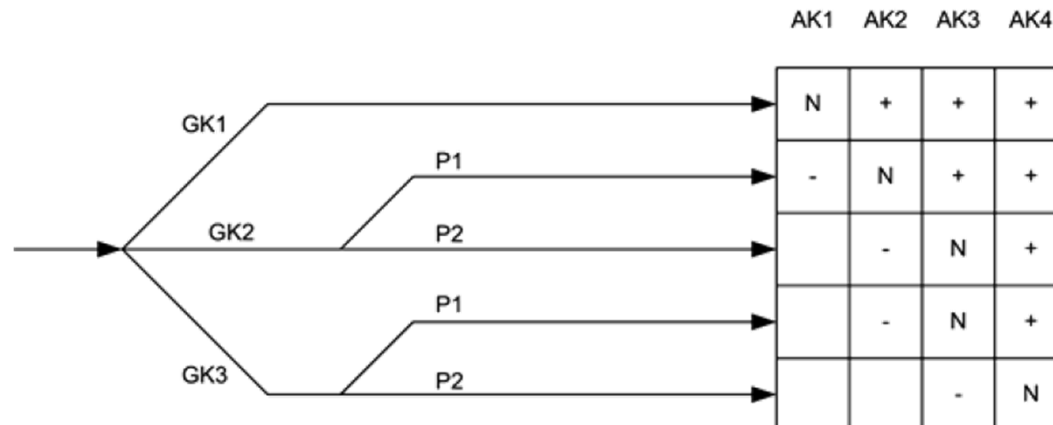 AK1 AK2 AK3 AK4
GK1 N + + +
P1 - N + +
GK2 P2 - N +
P1 - N +
GK3 P2 - N